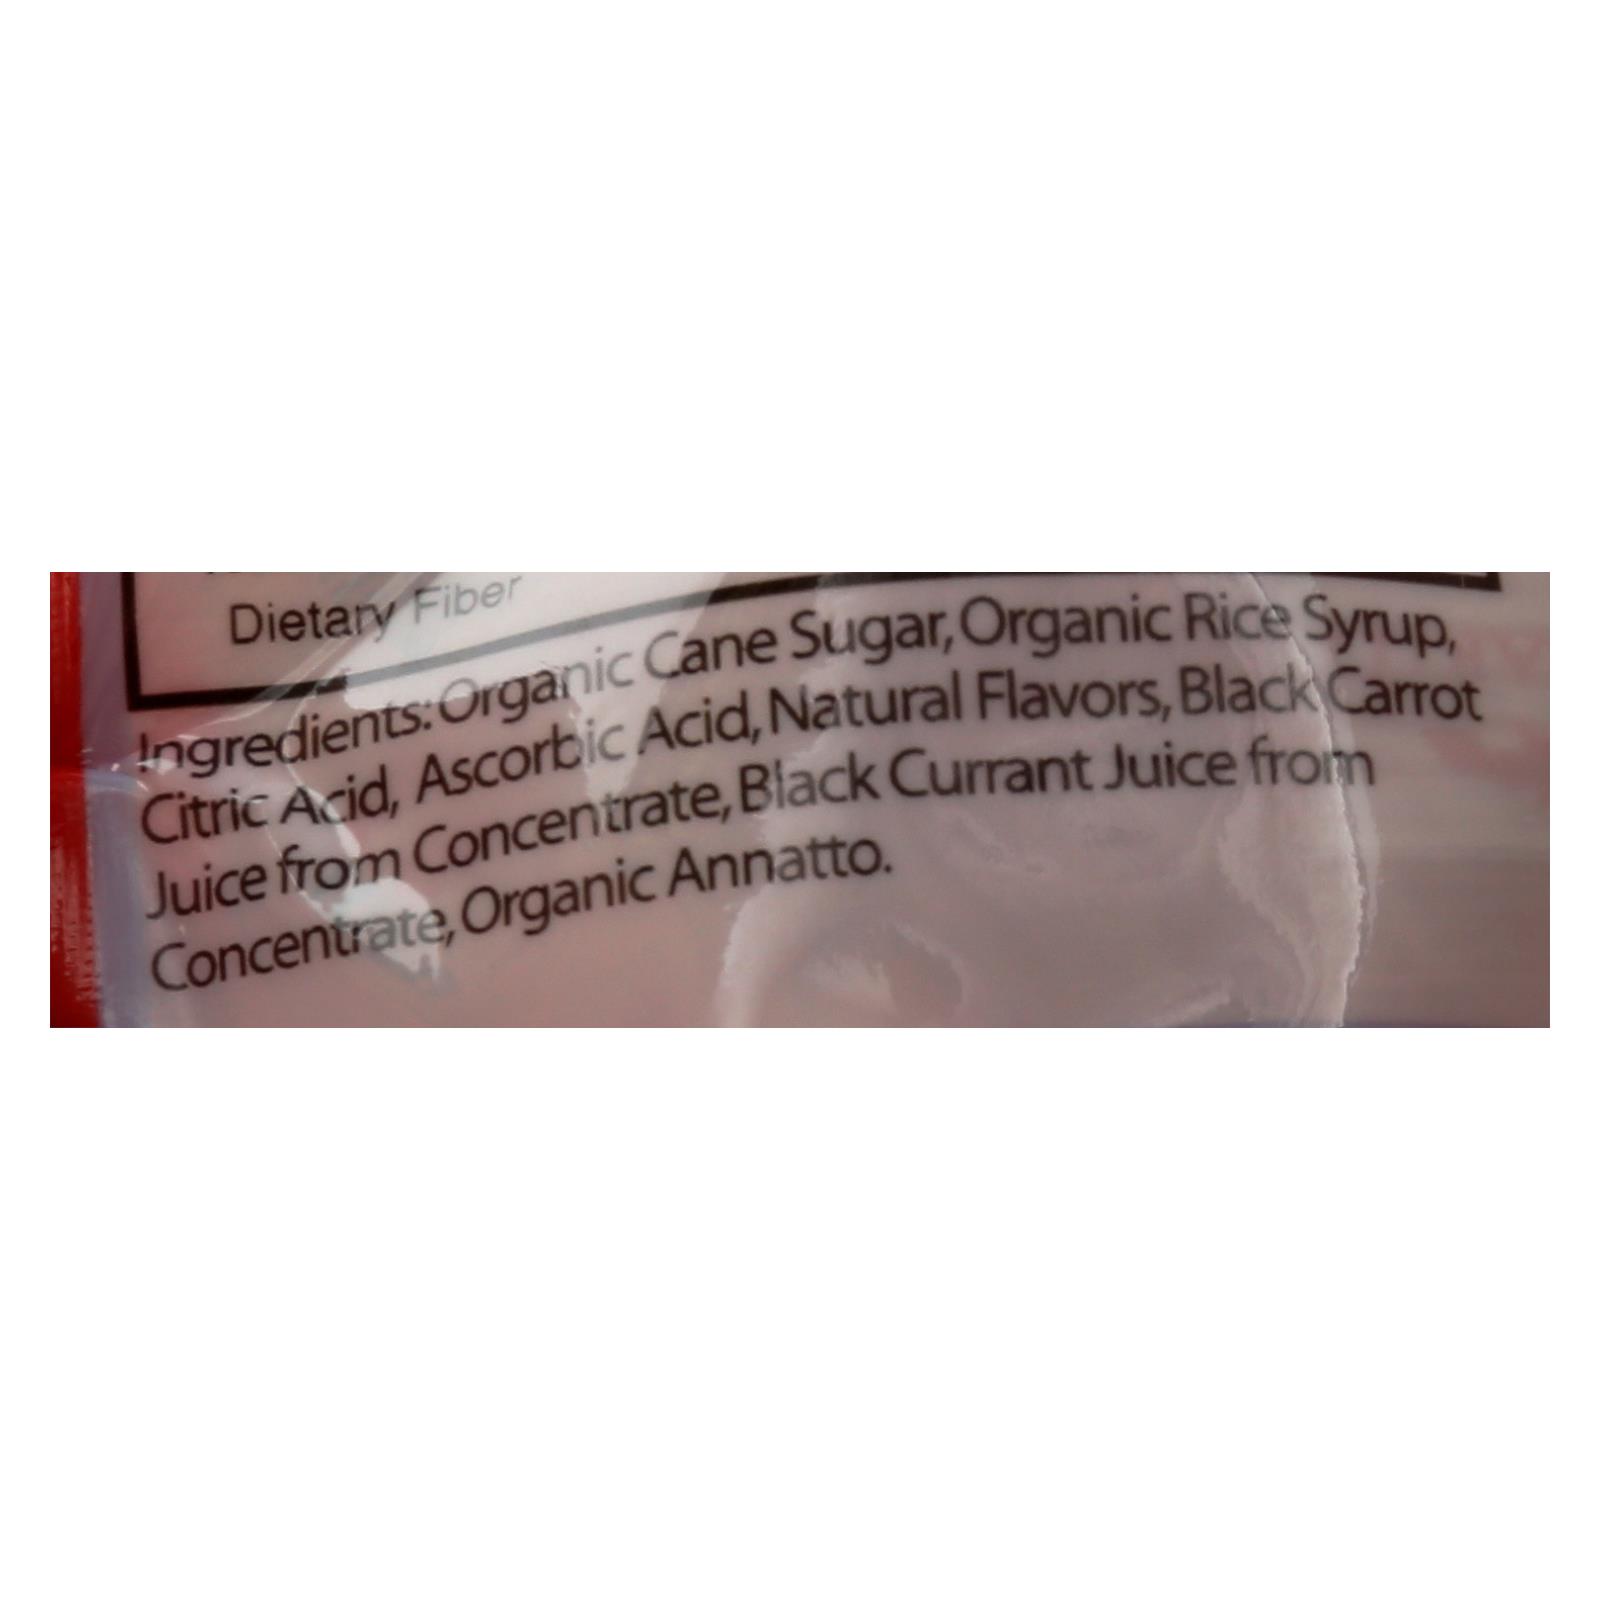 Dietary Fiber
Ingredients: Organic Cane Sugar, Organic Rice Syrup,
Citric Acid, Ascorbic Acid, Natural Flavors, Black Carrot
Juice from Concentrate, Black Currant Juice from
Concentrate, Organic Annatto.